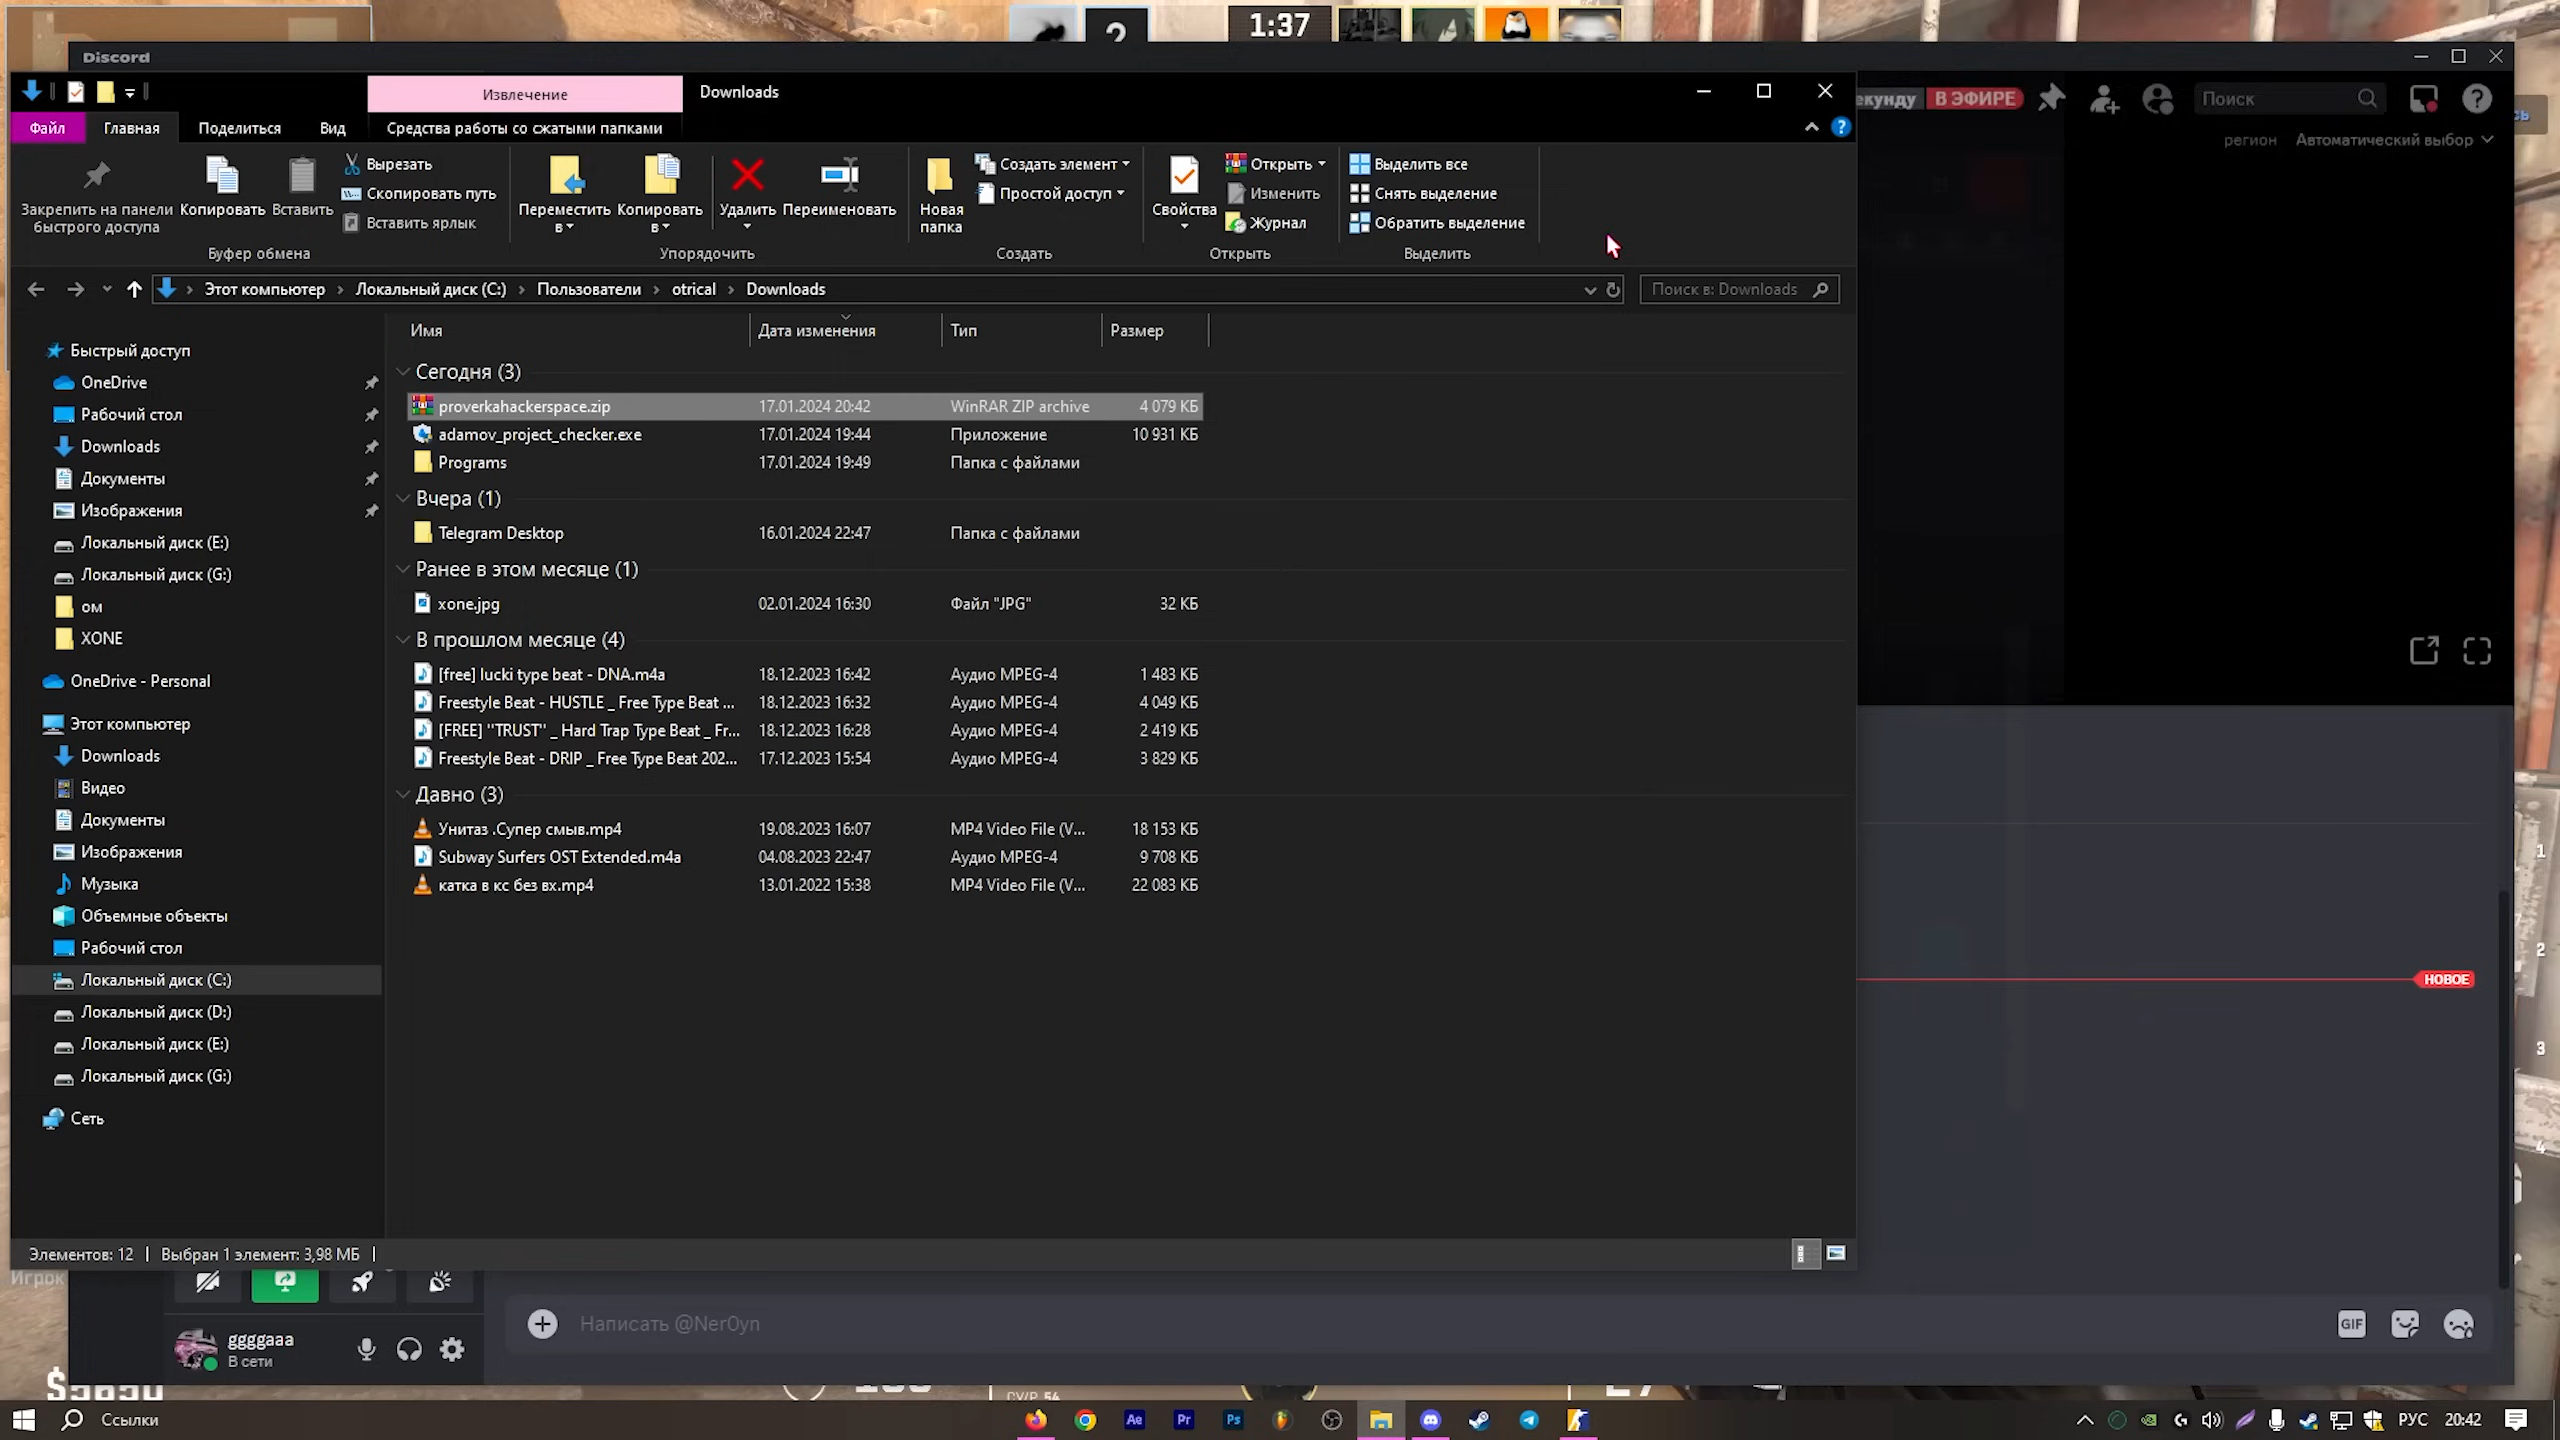 2
1:37
Discord
Извлечение
Downloads
Файл
Главная
Поделиться
Вид
Средства работы со сжатыми папками
екунду
В ЭФИРЕ
Поиск
регион
Автоматический выбор
Закрепить на панели быстрого доступа
Копировать
Вставить
Вырезать
Скопировать путь
Вставить ярлык
Буфер обмена
Переместить в
Копировать в
Удалить
Переименовать
Упорядочить
Новая папка
Создать элемент
Простой доступ
Создать
Свойства
Открыть
Изменить
Журнал
Открыть
Выделить все
Снять выделение
Обратить выделение
Выделить
Этот компьютер › Локальный диск (C:) › Пользователи › otrical › Downloads
Поиск в: Downloads
Быстрый доступ
OneDrive
Рабочий стол
Downloads
Документы
Изображения
Локальный диск (E:)
Локальный диск (G:)
ом
XONE
OneDrive - Personal
Этот компьютер
Downloads
Видео
Документы
Изображения
Музыка
Объемные объекты
Рабочий стол
Локальный диск (C:)
Локальный диск (D:)
Локальный диск (E:)
Локальный диск (G:)
Сеть
Имя Дата изменения Тип Размер
Сегодня (3)
proverkahackerspace.zip 17.01.2024 20:42 WinRAR ZIP archive 4 079 КБ
adamov_project_checker.exe 17.01.2024 19:44 Приложение 10 931 КБ
Programs 17.01.2024 19:49 Папка с файлами
Вчера (1)
Telegram Desktop 16.01.2024 22:47 Папка с файлами
Ранее в этом месяце (1)
xone.jpg 02.01.2024 16:30 Файл "JPG" 32 КБ
В прошлом месяце (4)
[free] lucki type beat - DNA.m4a 18.12.2023 16:42 Аудио MPEG-4 1 483 КБ
Freestyle Beat - HUSTLE _ Free Type Beat ... 18.12.2023 16:32 Аудио MPEG-4 4 049 КБ
[FREE] ''TRUST'' _ Hard Trap Type Beat _ Fr... 18.12.2023 16:28 Аудио MPEG-4 2 419 КБ
Freestyle Beat - DRIP _ Free Type Beat 202... 17.12.2023 15:54 Аудио MPEG-4 3 829 КБ
Давно (3)
Унитаз .Супер смыв.mp4 19.08.2023 16:07 MP4 Video File (V... 18 153 КБ
Subway Surfers OST Extended.m4a 04.08.2023 22:47 Аудио MPEG-4 9 708 КБ
катка в кс без вх.mp4 13.01.2022 15:38 MP4 Video File (V... 22 083 КБ
1
2
НОВОЕ
3
4
Элементов: 12
Выбран 1 элемент: 3,98 МБ
Игрок
Написать @Ner0yn
GIF
ggggaaa
В сети
$5850
Ссылки
Ae
Pr
Ps
РУС
20:42